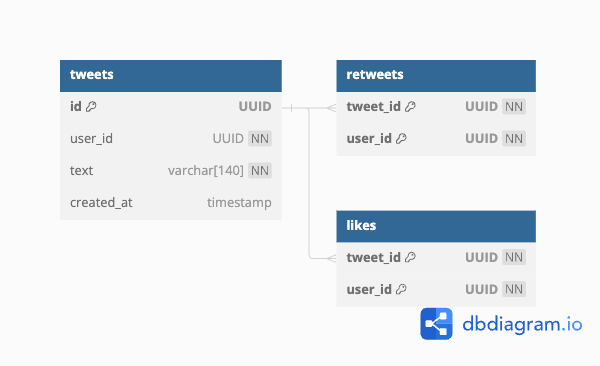 tweets
id UUID
user_id UUID NN
text varchar[140] NN
created_at timestamp
retweets
tweet_id UUID NN
user_id UUID NN
likes
tweet_id UUID NN
user_id UUID NN
dbdiagram.io